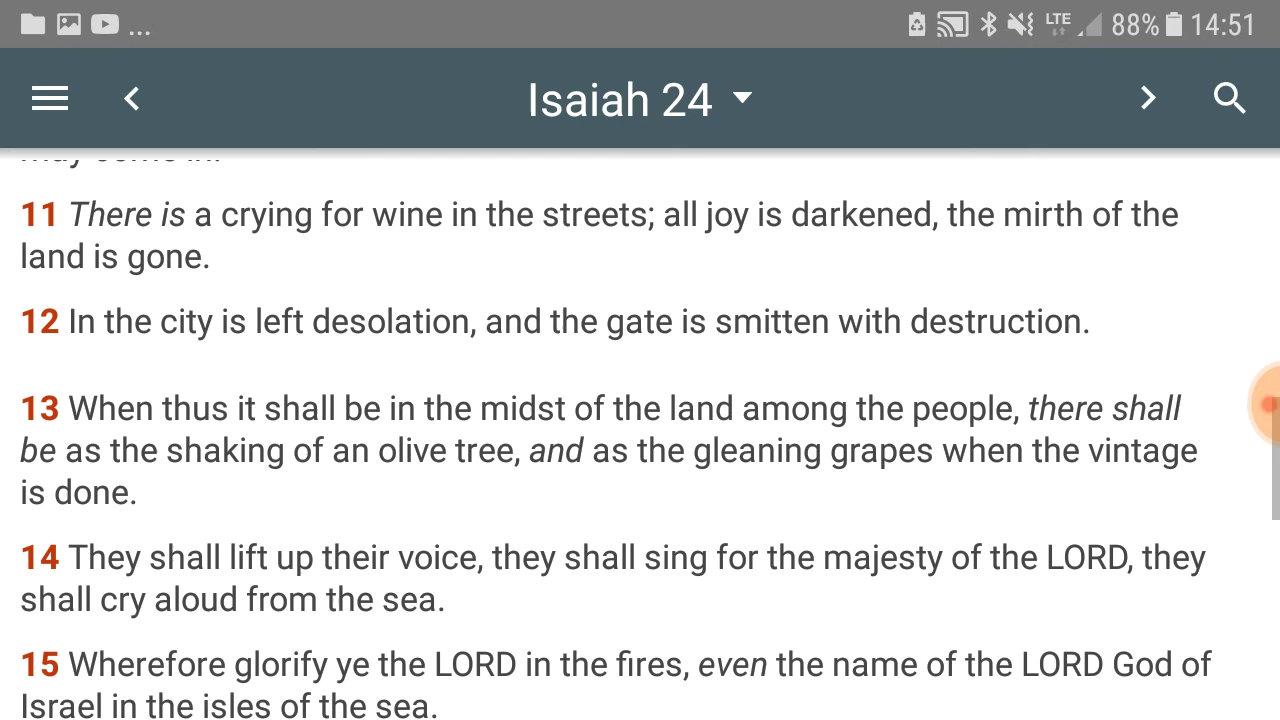 ... LTE 88% 14:51
Isaiah 24
11 There is a crying for wine in the streets; all joy is darkened, the mirth of the
land is gone.
12 In the city is left desolation, and the gate is smitten with destruction.
13 When thus it shall be in the midst of the land among the people, there shall
be as the shaking of an olive tree, and as the gleaning grapes when the vintage
is done.
14 They shall lift up their voice, they shall sing for the majesty of the LORD, they
shall cry aloud from the sea.
15 Wherefore glorify ye the LORD in the fires, even the name of the LORD God of
Israel in the isles of the sea.